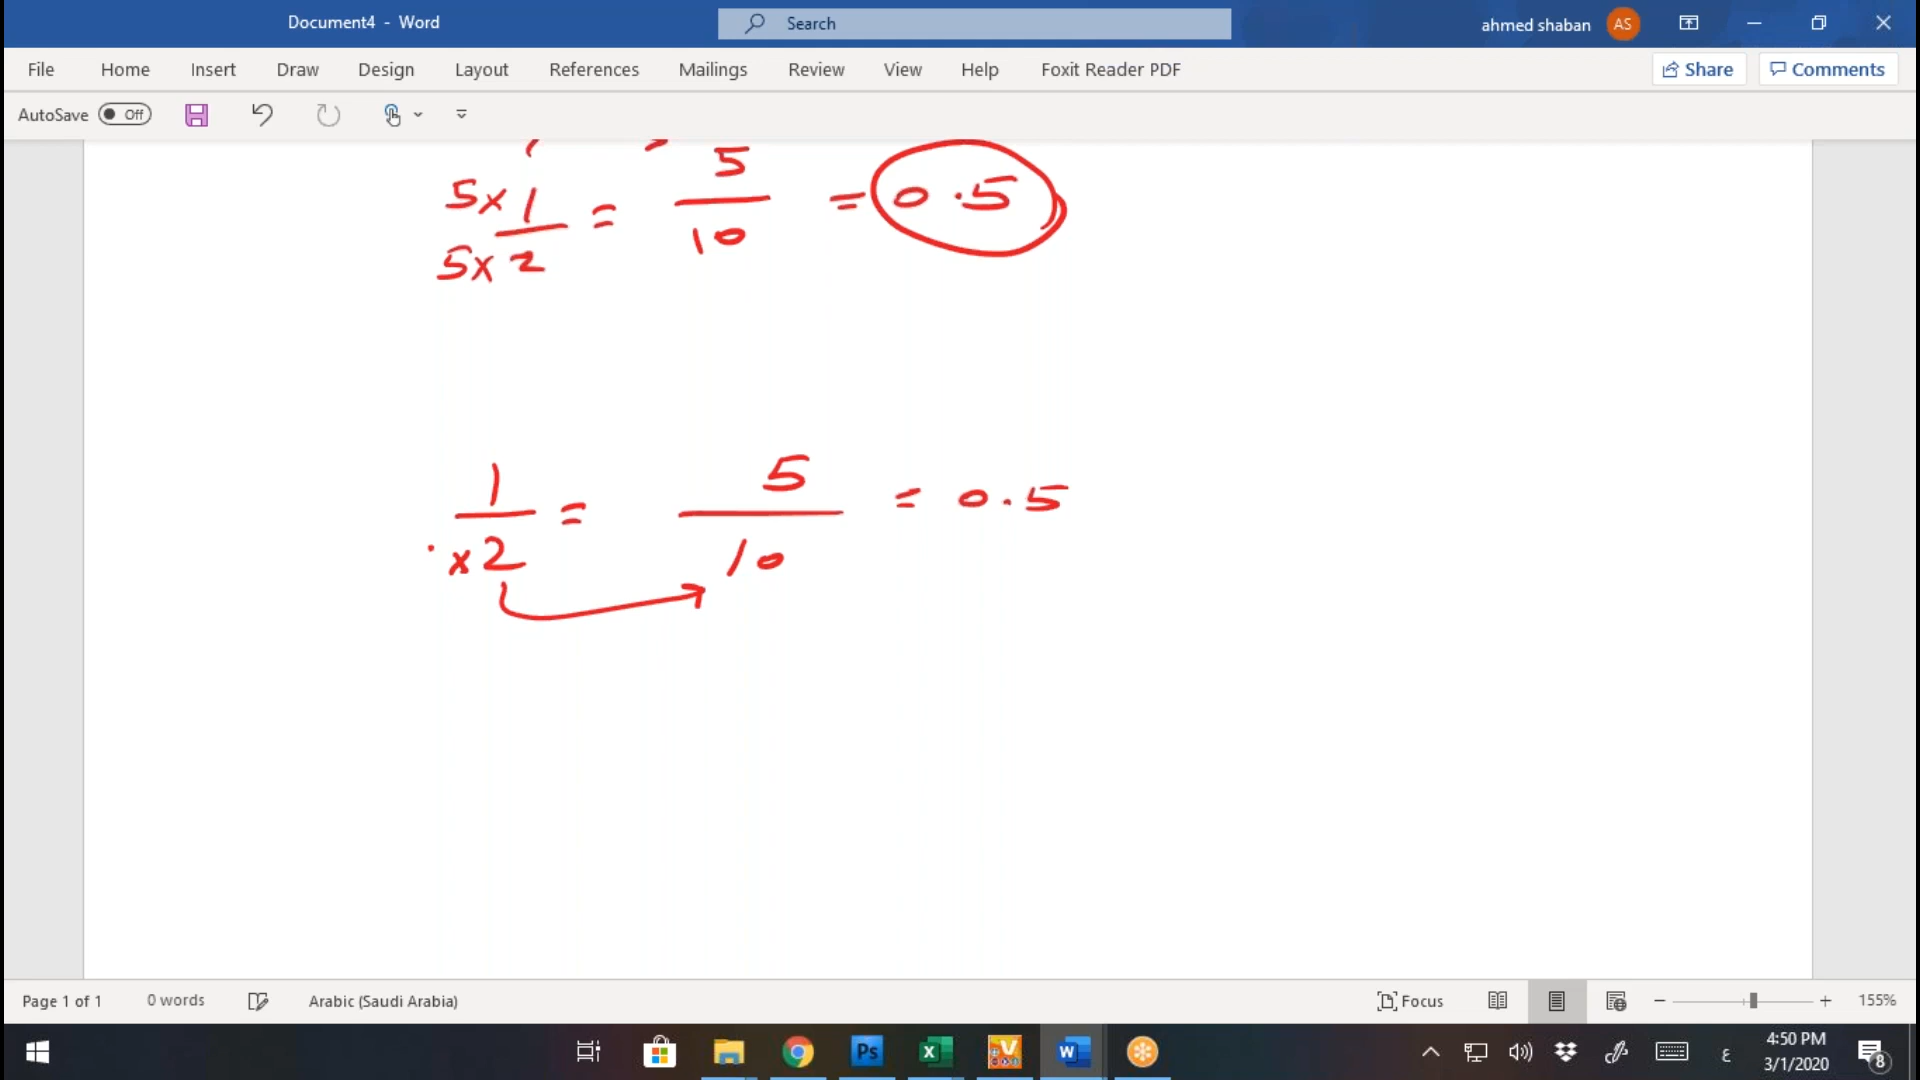 Document4 - Word
Search
ahmed shaban
AS
File Home Insert Draw Design Layout References Mailings Review View Help Foxit Reader PDF
Share
Comments
AutoSave Off
5x1/5x2 = 5/10 = 0.5
1/x2 = 5/10 = 0.5
Page 1 of 1
0 words
Arabic (Saudi Arabia)
Focus
− + 155%
Ps
X
V
W
ع
4:50 PM
3/1/2020
8